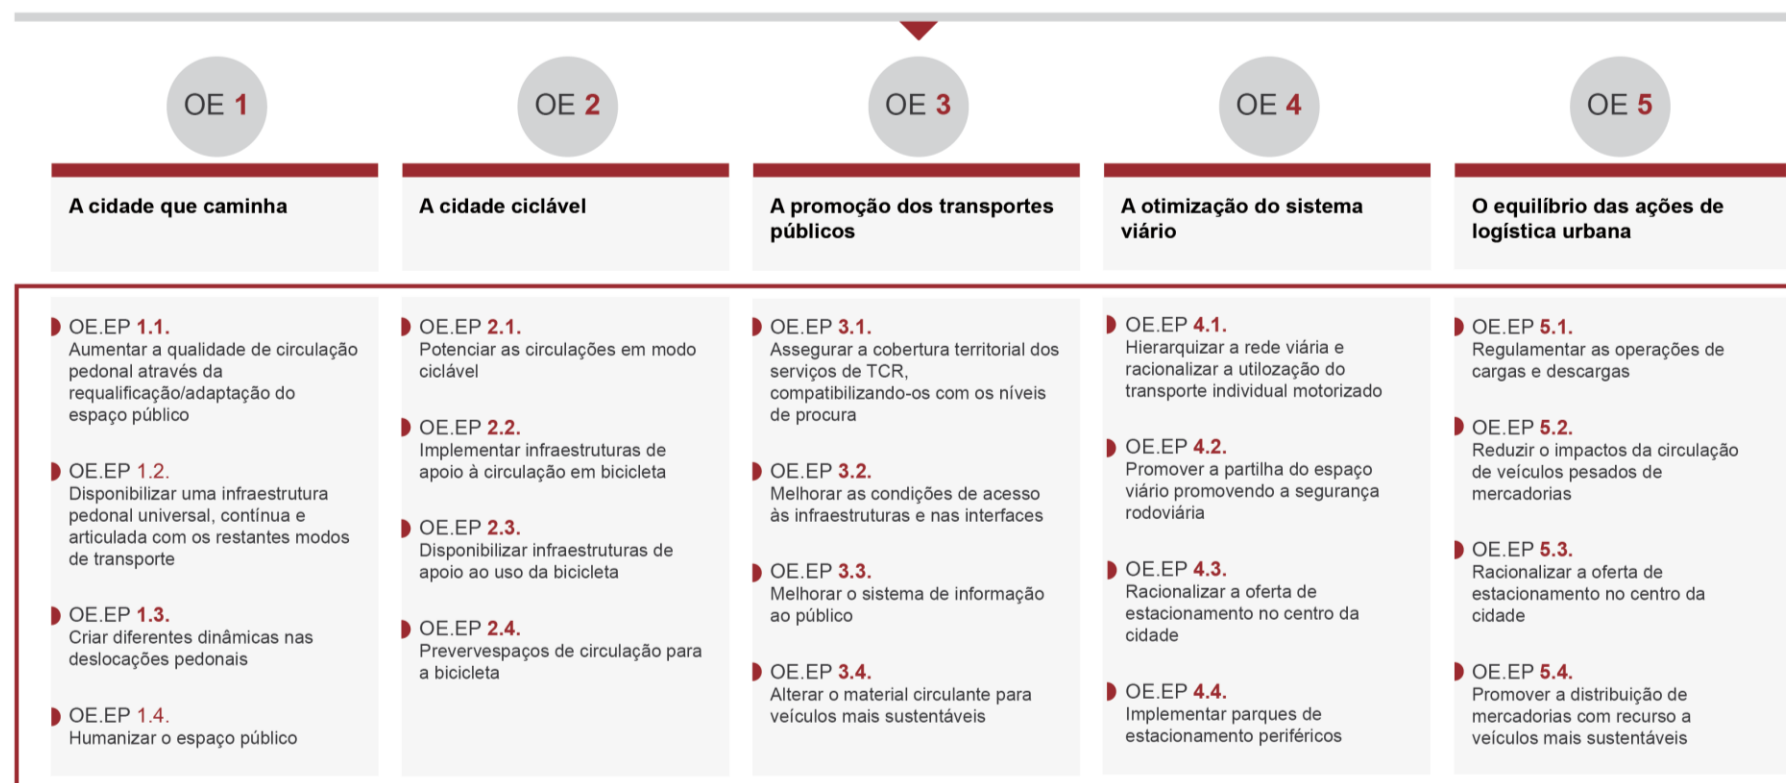 OE 1
A cidade que caminha
OE.EP 1.1.
Aumentar a qualidade de circulação
pedonal através da
requalificação/adaptação do
espaço público
OE.EP 1.2.
Disponibilizar uma infraestrutura
pedonal universal, contínua e
articulada com os restantes modos
de transporte
OE.EP 1.3.
Criar diferentes dinâmicas nas
deslocações pedonais
OE.EP 1.4.
Humanizar o espaço público
OE 2
A cidade ciclável
OE.EP 2.1.
Potenciar as circulações em modo
ciclável
OE.EP 2.2.
Implementar infraestruturas de
apoio à circulação em bicicleta
OE.EP 2.3.
Disponibilizar infraestruturas de
apoio ao uso da bicicleta
OE.EP 2.4.
Prevervespaços de circulação para
a bicicleta
OE 3
A promoção dos transportes
públicos
OE.EP 3.1.
Assegurar a cobertura territorial dos
serviços de TCR,
compatibilizando-os com os níveis
de procura
OE.EP 3.2.
Melhorar as condições de acesso
às infraestruturas e nas interfaces
OE.EP 3.3.
Melhorar o sistema de informação
ao público
OE.EP 3.4.
Alterar o material circulante para
veículos mais sustentáveis
OE 4
A otimização do sistema
viário
OE.EP 4.1.
Hierarquizar a rede viária e
racionalizar a utilozação do
transporte individual motorizado
OE.EP 4.2.
Promover a partilha do espaço
viário promovendo a segurança
rodoviária
OE.EP 4.3.
Racionalizar a oferta de
estacionamento no centro da
cidade
OE.EP 4.4.
Implementar parques de
estacionamento periféricos
OE 5
O equilíbrio das ações de
logística urbana
OE.EP 5.1.
Regulamentar as operações de
cargas e descargas
OE.EP 5.2.
Reduzir o impactos da circulação
de veículos pesados de
mercadorias
OE.EP 5.3.
Racionalizar a oferta de
estacionamento no centro da
cidade
OE.EP 5.4.
Promover a distribuição de
mercadorias com recurso a
veículos mais sustentáveis